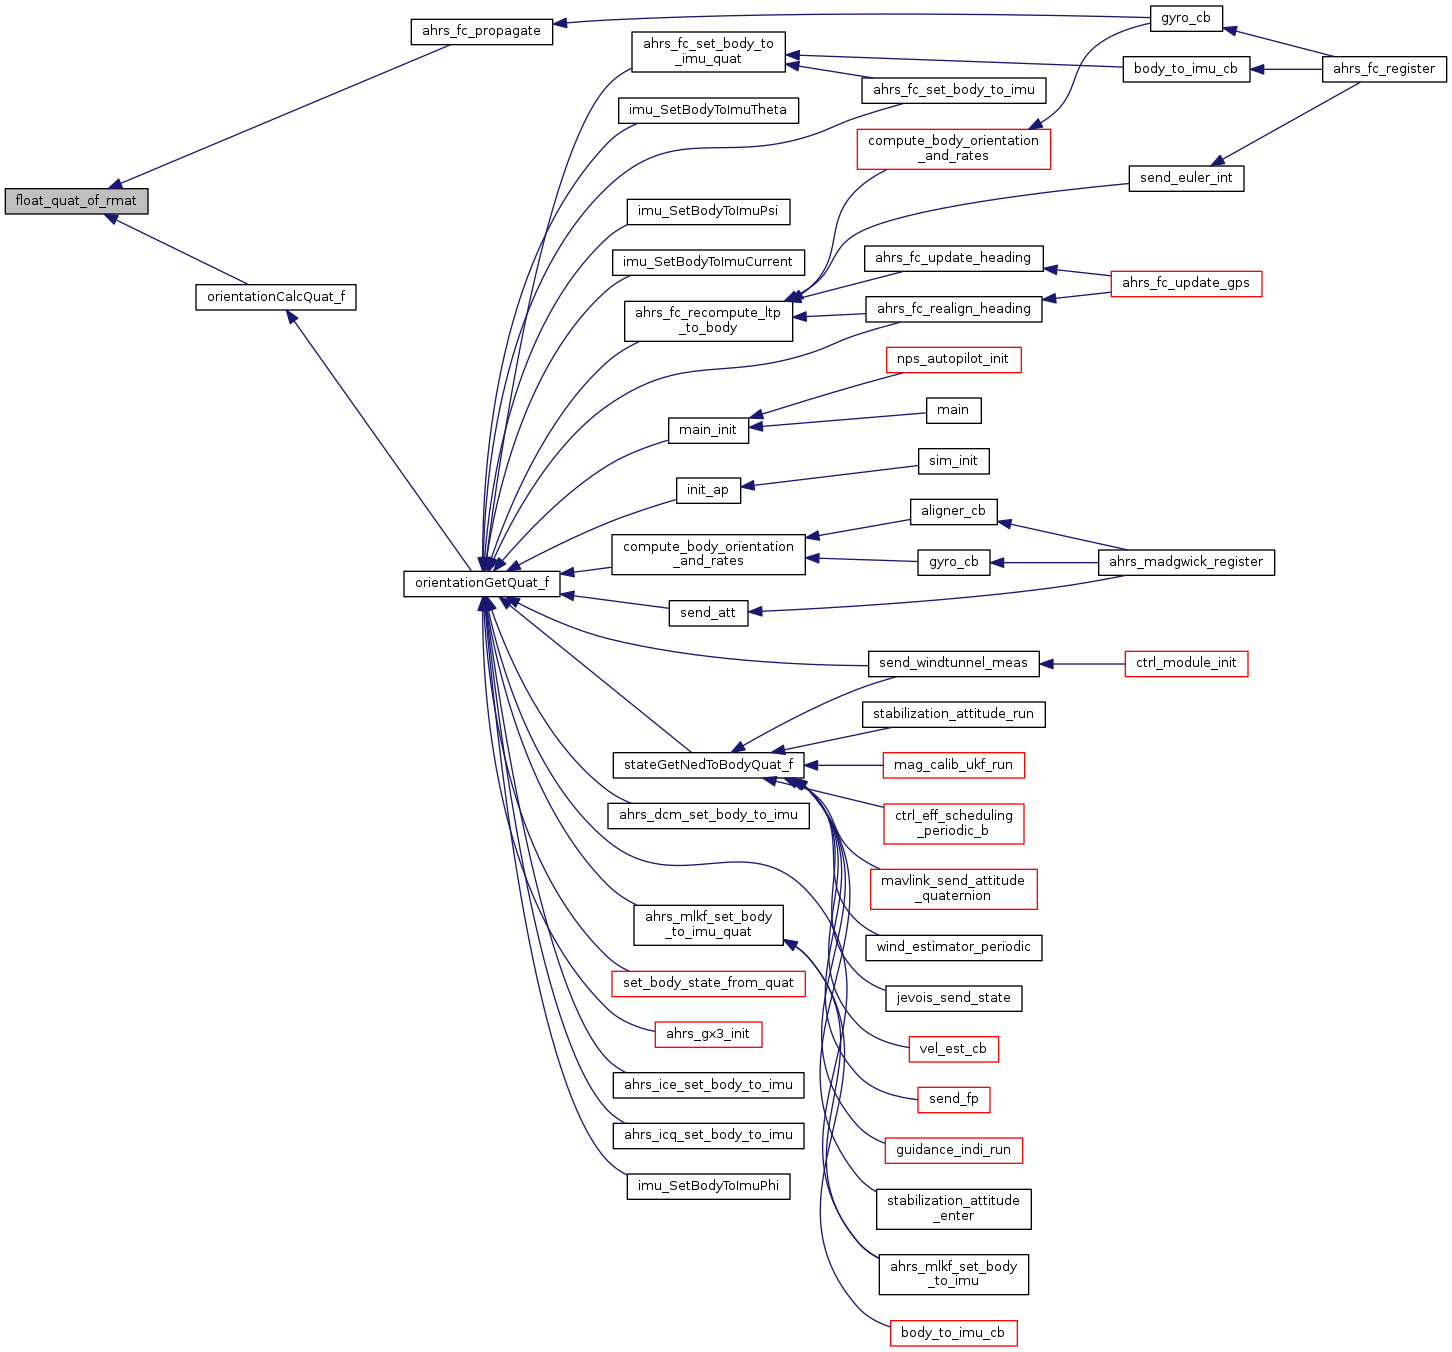 float_quat_of_rmat
ahrs_fc_propagate
orientationCalcQuat_f
orientationGetQuat_f
ahrs_fc_set_body_to
_imu_quat
imu_SetBodyToImuTheta
imu_SetBodyToImuPsi
imu_SetBodyToImuCurrent
ahrs_fc_recompute_ltp
_to_body
main_init
init_ap
compute_body_orientation
_and_rates
send_att
stateGetNedToBodyQuat_f
ahrs_dcm_set_body_to_imu
ahrs_mlkf_set_body
_to_imu_quat
set_body_state_from_quat
ahrs_gx3_init
ahrs_ice_set_body_to_imu
ahrs_icq_set_body_to_imu
imu_SetBodyToImuPhi
ahrs_fc_set_body_to_imu
compute_body_orientation
_and_rates
ahrs_fc_update_heading
ahrs_fc_realign_heading
nps_autopilot_init
main
sim_init
aligner_cb
gyro_cb
send_windtunnel_meas
stabilization_attitude_run
mag_calib_ukf_run
ctrl_eff_scheduling
_periodic_b
mavlink_send_attitude
_quaternion
wind_estimator_periodic
jevois_send_state
vel_est_cb
send_fp
guidance_indi_run
stabilization_attitude
_enter
ahrs_mlkf_set_body
_to_imu
body_to_imu_cb
gyro_cb
body_to_imu_cb
send_euler_int
ahrs_fc_update_gps
ahrs_madgwick_register
ctrl_module_init
ahrs_fc_register